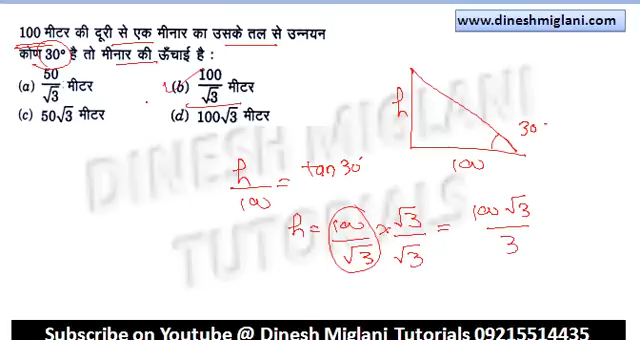 www.dineshmiglani.com
100 मीटर की दूरी से एक मीनार का उसके तल से उन्नयन
कोण 30° है तो मीनार की ऊँचाई है :
(a) 50/√3 मीटर (b) 100/√3 मीटर
(c) 50√3 मीटर (d) 100√3 मीटर
h 30°
100
h/100 = tan 30°
h = 100/√3 × √3/√3 = 100√3/3
DINESH MIGLANI
TUTORIALS
Subscribe on Youtube @ Dinesh Miglani Tutorials 09215514435